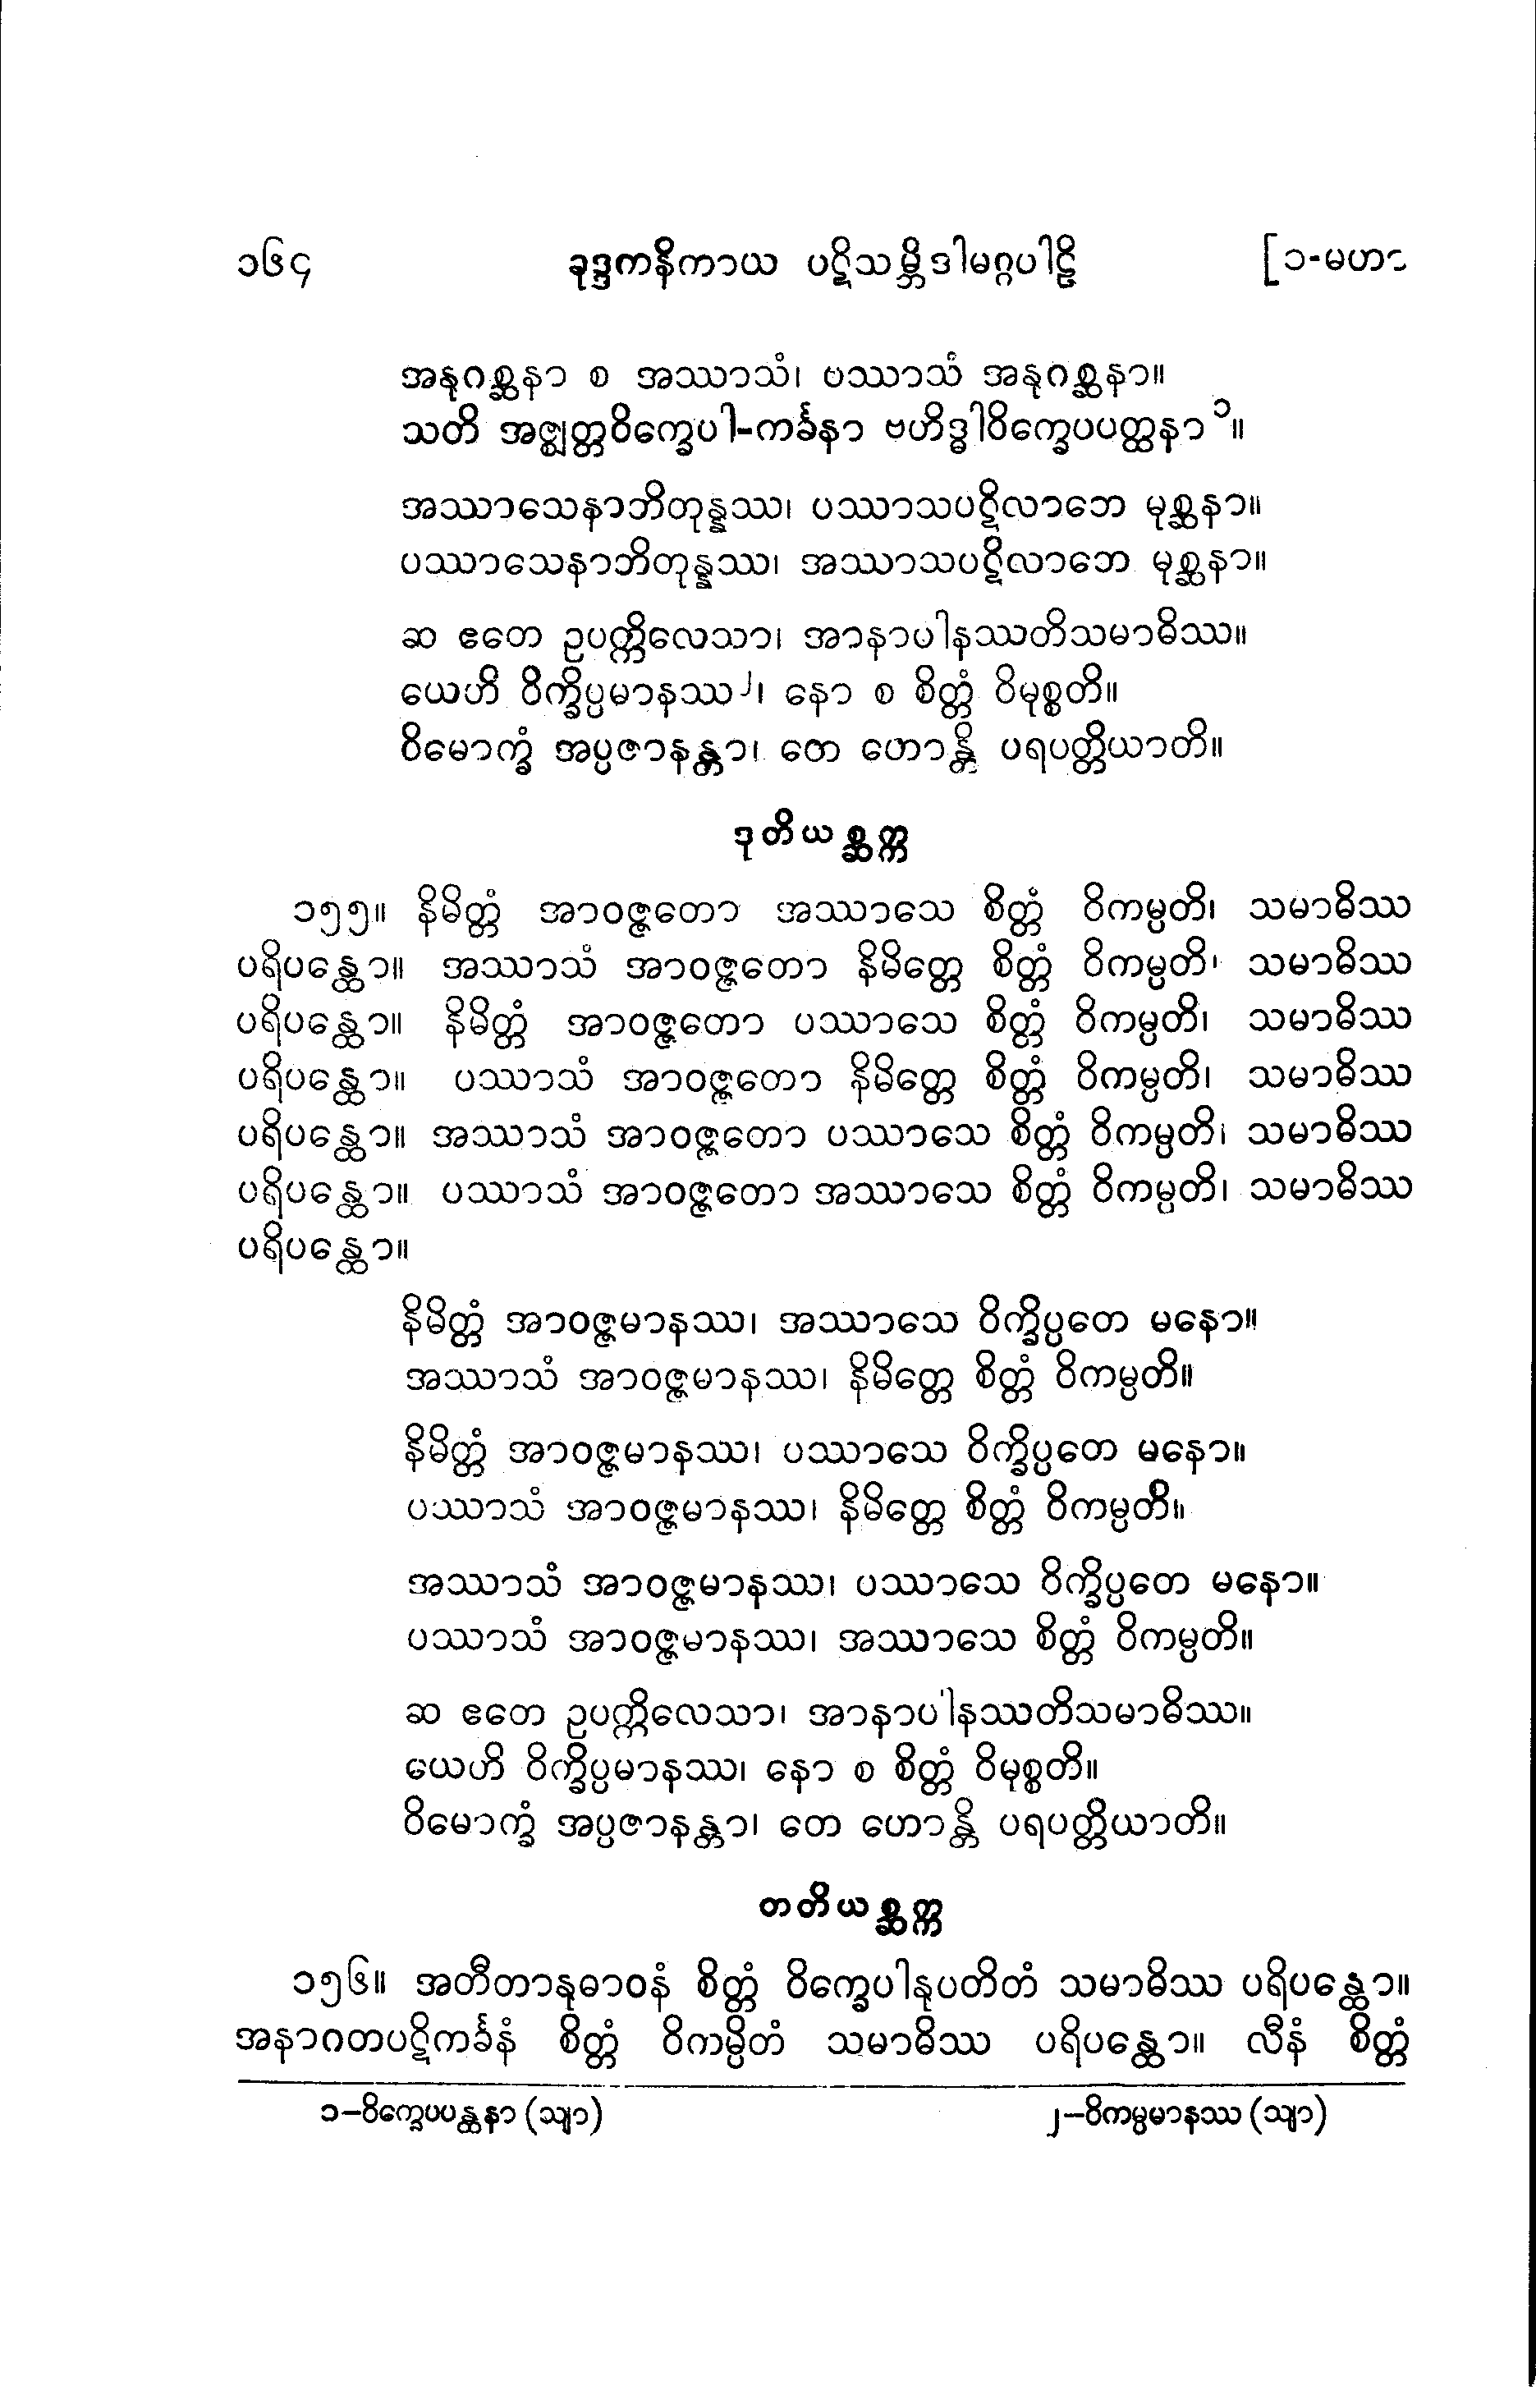 ၁၆၄ ခုဒ္ဒကနိကာယ ပဋိသမ္ဘိဒါမဂ္ဂပါဠိ [၁-မဟာ
အနုဂစ္ဆနာ စ အဿာသံ၊ ပဿာသံ အနုဂစ္ဆနာ။
သတိ အဇ္ဈတ္တဝိက္ခေပါ-ကင်္ခနာ ဗဟိဒ္ဓါဝိက္ခေပပတ္ထနာ ၁။
အဿာသေနာဘိတုန္နဿ၊ ပဿာသပဋိလာဘေ မုစ္ဆနာ။
ပဿာသေနာဘိတုန္နဿ၊ အဿာသပဋိလာဘေ မုစ္ဆနာ။
ဆ ဧတေ ဥပက္ကိလေသာ၊ အာနာပါနဿတိသမာဓိဿ။
ယေဟိ ဝိက္ခိပ္ပမာနဿ ၂၊ နော စ စိတ္တံ ဝိမုစ္စတိ။
ဝိမောက္ခံ အပ္ပဇာနန္တာ၊ တေ ဟောန္တိ ပရပတ္တိယာတိ။
ဒုတိယစ္ဆက္က
၁၅၅။ နိမိတ္တံ အာဝဇ္ဇတော အဿာသေ စိတ္တံ ဝိကမ္ပတိ၊ သမာဓိဿ
ပရိပန္ထော။ အဿာသံ အာဝဇ္ဇတော နိမိတ္တေ စိတ္တံ ဝိကမ္ပတိ၊ သမာဓိဿ
ပရိပန္ထော။ နိမိတ္တံ အာဝဇ္ဇတော ပဿာသေ စိတ္တံ ဝိကမ္ပတိ၊ သမာဓိဿ
ပရိပန္ထော။ ပဿာသံ အာဝဇ္ဇတော နိမိတ္တေ စိတ္တံ ဝိကမ္ပတိ၊ သမာဓိဿ
ပရိပန္ထော။ အဿာသံ အာဝဇ္ဇတော ပဿာသေ စိတ္တံ ဝိကမ္ပတိ၊ သမာဓိဿ
ပရိပန္ထော။ ပဿာသံ အာဝဇ္ဇတော အဿာသေ စိတ္တံ ဝိကမ္ပတိ၊ သမာဓိဿ
ပရိပန္ထော။
နိမိတ္တံ အာဝဇ္ဇမာနဿ၊ အဿာသေ ဝိက္ခိပ္ပတေ မနော။
အဿာသံ အာဝဇ္ဇမာနဿ၊ နိမိတ္တေ စိတ္တံ ဝိကမ္ပတိ။
နိမိတ္တံ အာဝဇ္ဇမာနဿ၊ ပဿာသေ ဝိက္ခိပ္ပတေ မနော။
ပဿာသံ အာဝဇ္ဇမာနဿ၊ နိမိတ္တေ စိတ္တံ ဝိကမ္ပတိ။
အဿာသံ အာဝဇ္ဇမာနဿ၊ ပဿာသေ ဝိက္ခိပ္ပတေ မနော။
ပဿာသံ အာဝဇ္ဇမာနဿ၊ အဿာသေ စိတ္တံ ဝိကမ္ပတိ။
ဆ ဧတေ ဥပက္ကိလေသာ၊ အာနာပါနဿတိသမာဓိဿ။
ယေဟိ ဝိက္ခိပ္ပမာနဿ၊ နော စ စိတ္တံ ဝိမုစ္စတိ။
ဝိမောက္ခံ အပ္ပဇာနန္တာ၊ တေ ဟောန္တိ ပရပတ္တိယာတိ။
တတိယစ္ဆက္က
၁၅၆။ အတီတာနုဓာဝနံ စိတ္တံ ဝိက္ခေပါနုပတိတံ သမာဓိဿ ပရိပန္ထော။
အနာဂတပဋိကင်္ခနံ စိတ္တံ ဝိကမ္ပိတံ သမာဓိဿ ပရိပန္ထော။ လီနံ စိတ္တံ
၁–ဝိက္ခေပပန္ထနာ (သျာ) ၂–ဝိကမ္ပမာနဿ (သျာ)